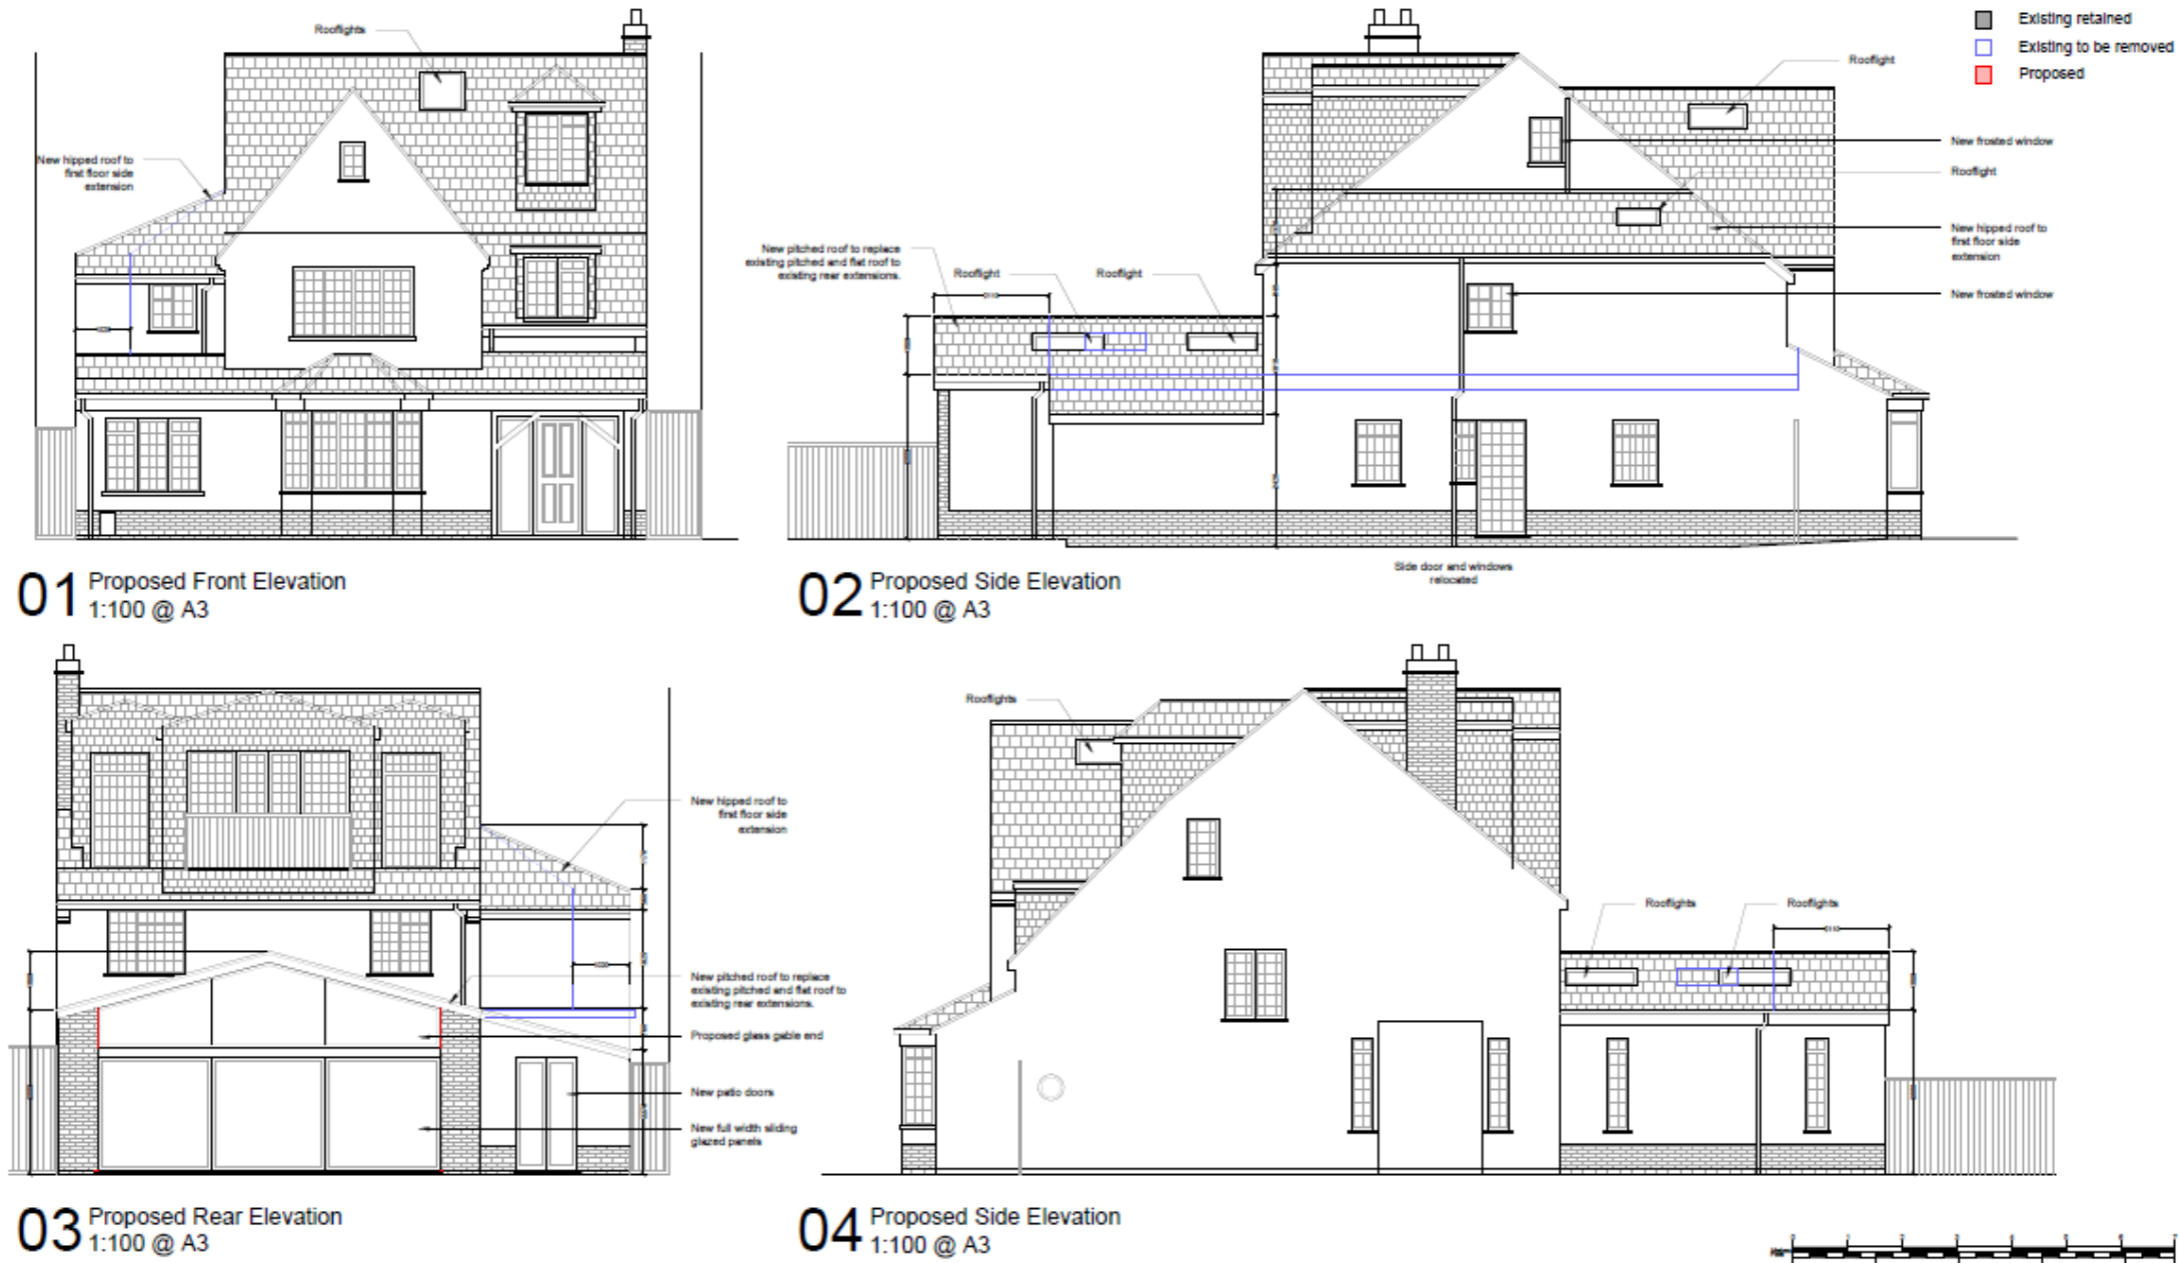 Rooflights
New hipped roof to
first floor side
extension
01 Proposed Front Elevation
1:100 @ A3
Existing retained
Existing to be removed
Proposed
Rooflight
New frosted window
Rooflight
New hipped roof to
first floor side
extension
New frosted window
New pitched roof to replace
existing pitched and flat roof to
existing rear extensions.
Rooflight
Rooflight
Side door and windows
relocated
02 Proposed Side Elevation
1:100 @ A3
New hipped roof to
first floor side
extension
New pitched roof to replace
existing pitched and flat roof to
existing rear extensions.
Proposed glass gable end
New patio doors
New full width sliding
glazed panels
03 Proposed Rear Elevation
1:100 @ A3
Rooflights
Rooflights
Rooflights
04 Proposed Side Elevation
1:100 @ A3